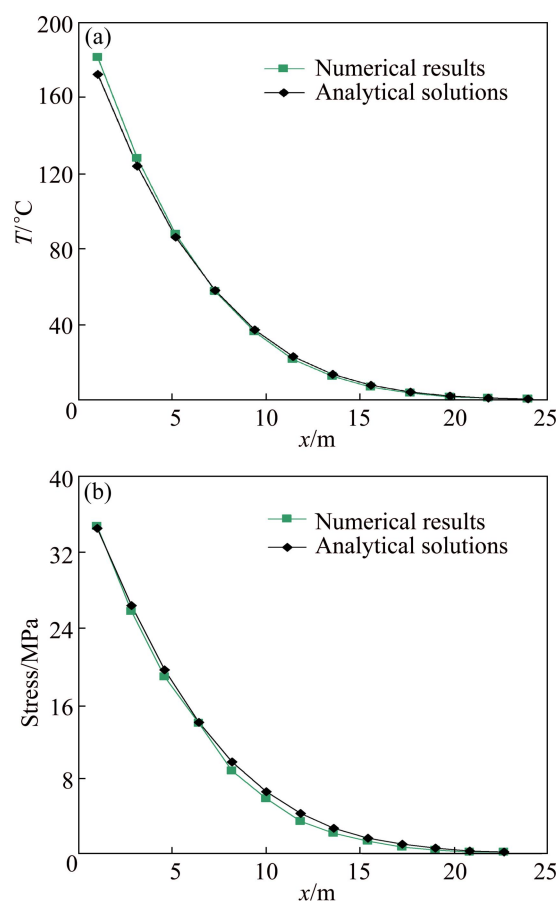 (a)
Numerical results
Analytical solutions
200
160
120
80
40
0
5
10
15
20
25
T/°C
x/m
(b)
Numerical results
Analytical solutions
40
32
24
16
8
0
5
10
15
20
25
Stress/MPa
x/m